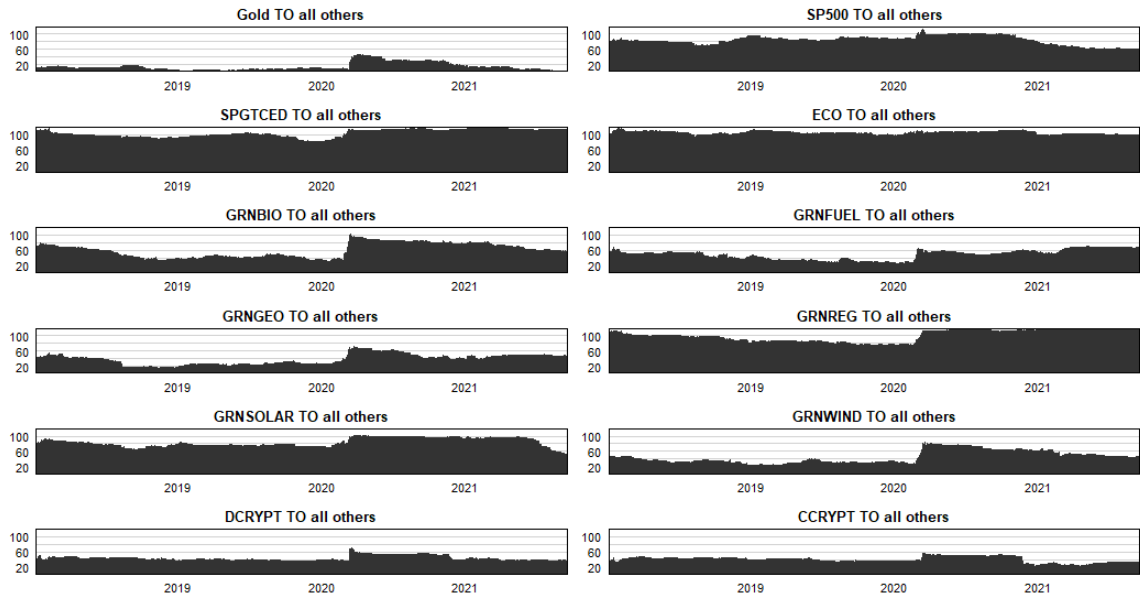 Gold TO all others
100
60
20
2019 2020 2021
SP500 TO all others
100
60
20
2019 2020 2021
SPGTCED TO all others
100
60
20
2019 2020 2021
ECO TO all others
100
60
20
2019 2020 2021
GRNBIO TO all others
100
60
20
2019 2020 2021
GRNFUEL TO all others
100
60
20
2019 2020 2021
GRNGEO TO all others
100
60
20
2019 2020 2021
GRNREG TO all others
100
60
20
2019 2020 2021
GRNSOLAR TO all others
100
60
20
2019 2020 2021
GRNWIND TO all others
100
60
20
2019 2020 2021
DCRYPT TO all others
100
60
20
2019 2020 2021
CCRYPT TO all others
100
60
20
2019 2020 2021